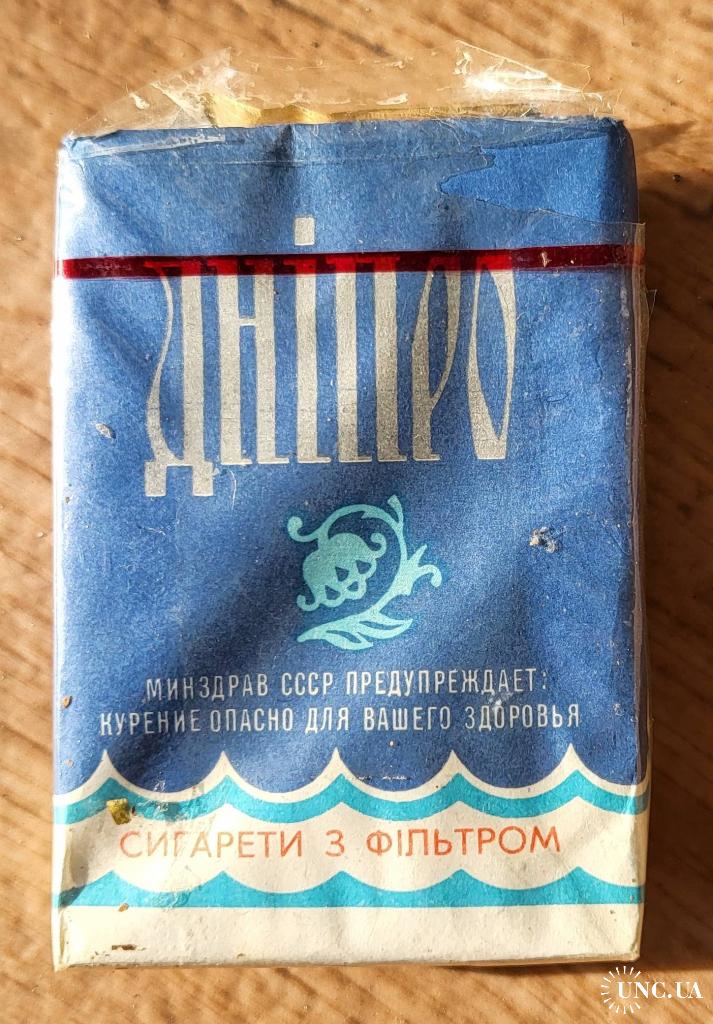 ДНІПРО
МИНЗДРАВ СССР ПРЕДУПРЕЖДАЕТ:
КУРЕНИЕ ОПАСНО ДЛЯ ВАШЕГО ЗДОРОВЬЯ
СИГАРЕТИ З ФІЛЬТРОМ
UNC.UA